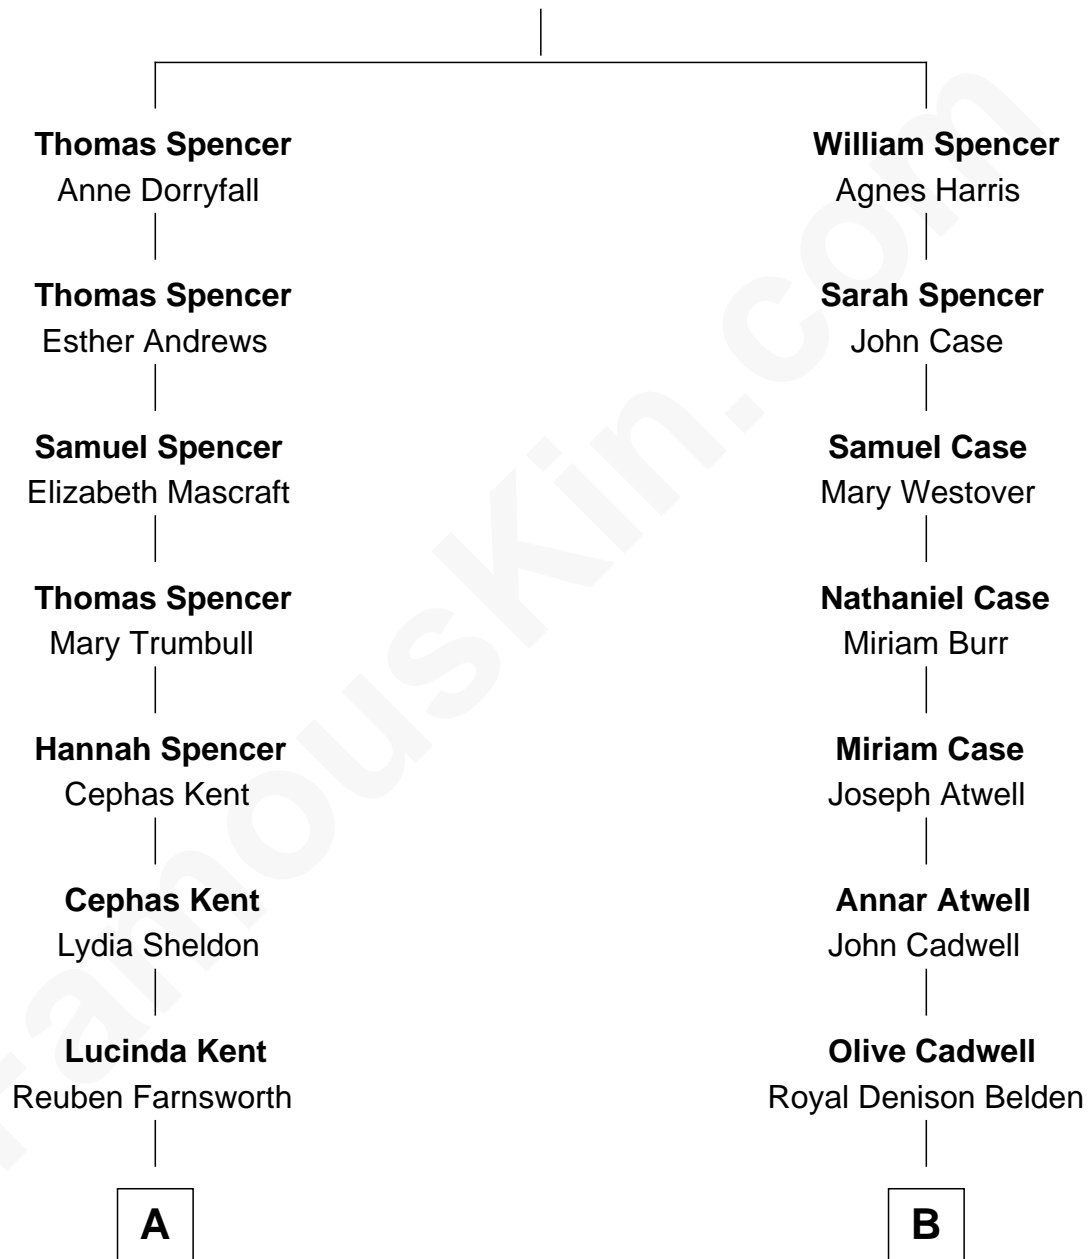 Thomas Spencer
Anne Dorryfall
Thomas Spencer
Esther Andrews
Samuel Spencer
Elizabeth Mascraft
Thomas Spencer
Mary Trumbull
Hannah Spencer
Cephas Kent
Cephas Kent
Lydia Sheldon
Lucinda Kent
Reuben Farnsworth
A
William Spencer
Agnes Harris
Sarah Spencer
John Case
Samuel Case
Mary Westover
Nathaniel Case
Miriam Burr
Miriam Case
Joseph Atwell
Annar Atwell
John Cadwell
Olive Cadwell
Royal Denison Belden
B
FamousKin.com